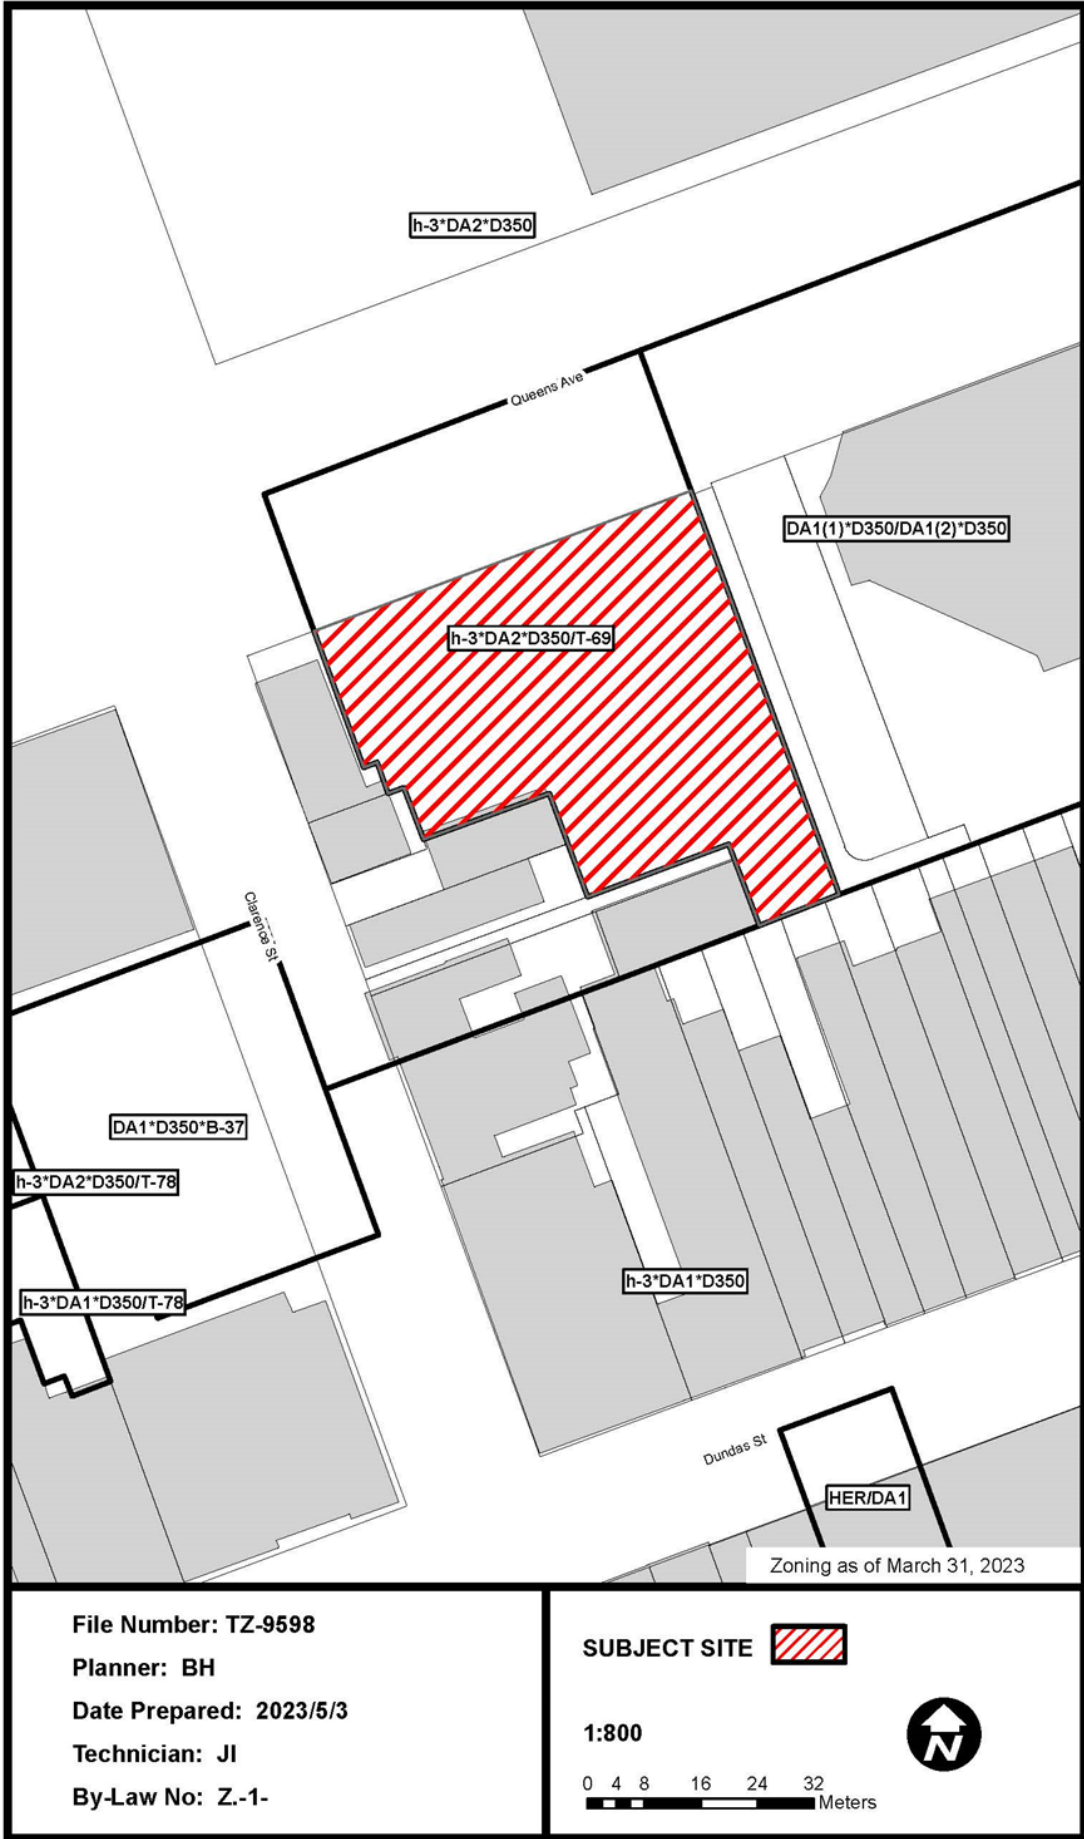 h-3*DA2*D350
Queens Ave
DA1(1)*D350/DA1(2)*D350
h-3*DA2*D350/T-69
Clarence St
DA1*D350*B-37
h-3*DA2*D350/T-78
h-3*DA1*D350
h-3*DA1*D350/T-78
Dundas St
HER/DA1
Zoning as of March 31, 2023
File Number: TZ-9598
Planner: BH
Date Prepared: 2023/5/3
Technician: JI
By-Law No: Z.-1-
SUBJECT SITE
1:800
N
0 4 8 16 24 32
Meters